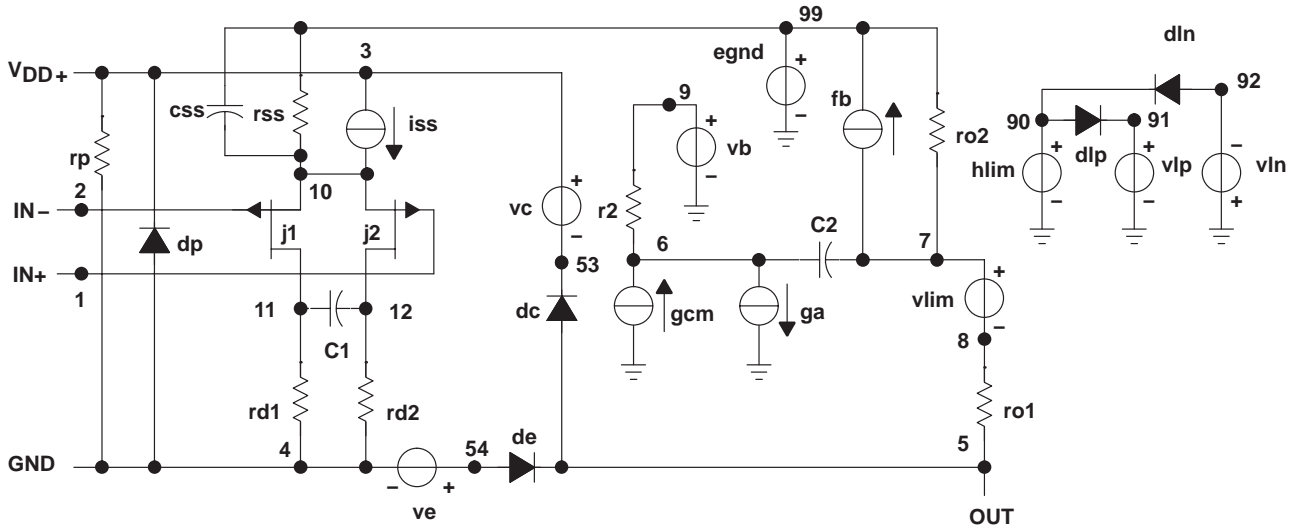 99
3
V DD+
egnd
dln
css
rss
iss
9
fb
92
vb
90
91
ro2
rp
dlp
hlim
vlp
vln
2
10
IN−
vc
r2
C2
j1
j2
dp
6
7
IN+
53
1
vlim
11
12
dc
gcm
ga
C1
8
rd1
rd2
ro1
4
54
de
5
GND
ve
OUT
+
−
+
−
+
−
+
−
+
−
+
−
−
+
+
−
−
+